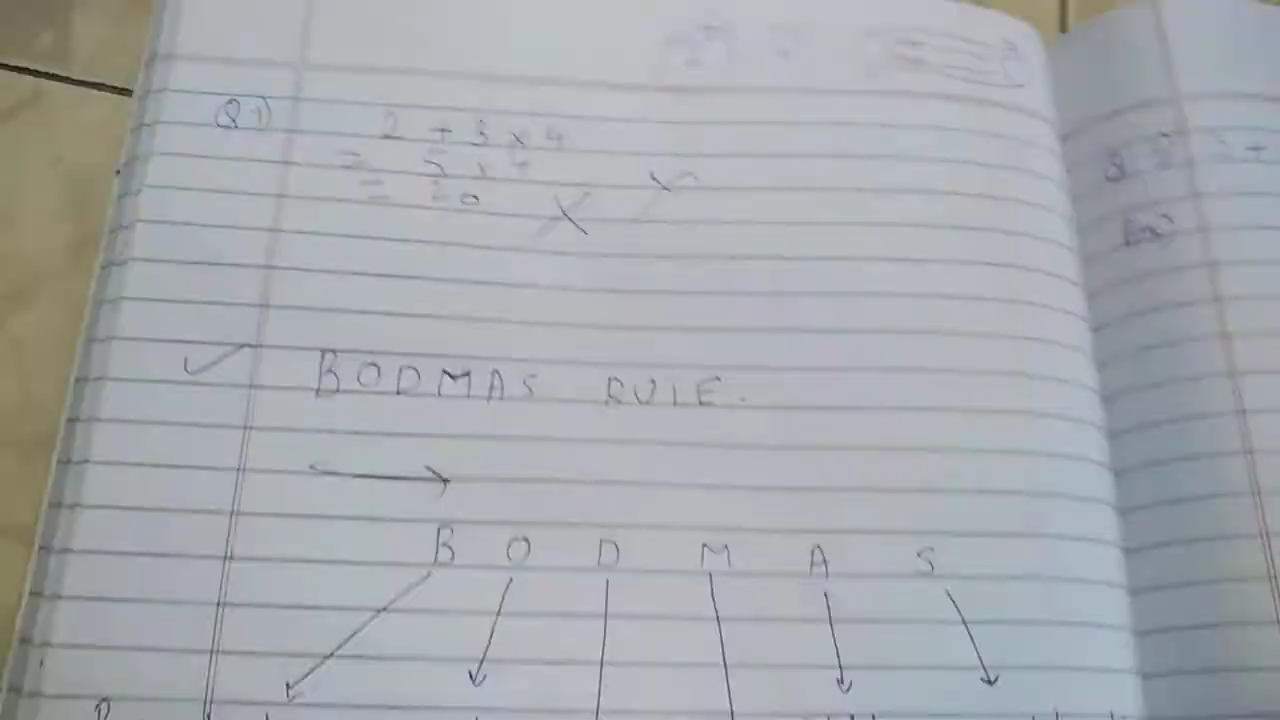 Q1) 2 + 3 x 4
= 5 x 4
= 20
BODMAS RULE.
B O D M A S